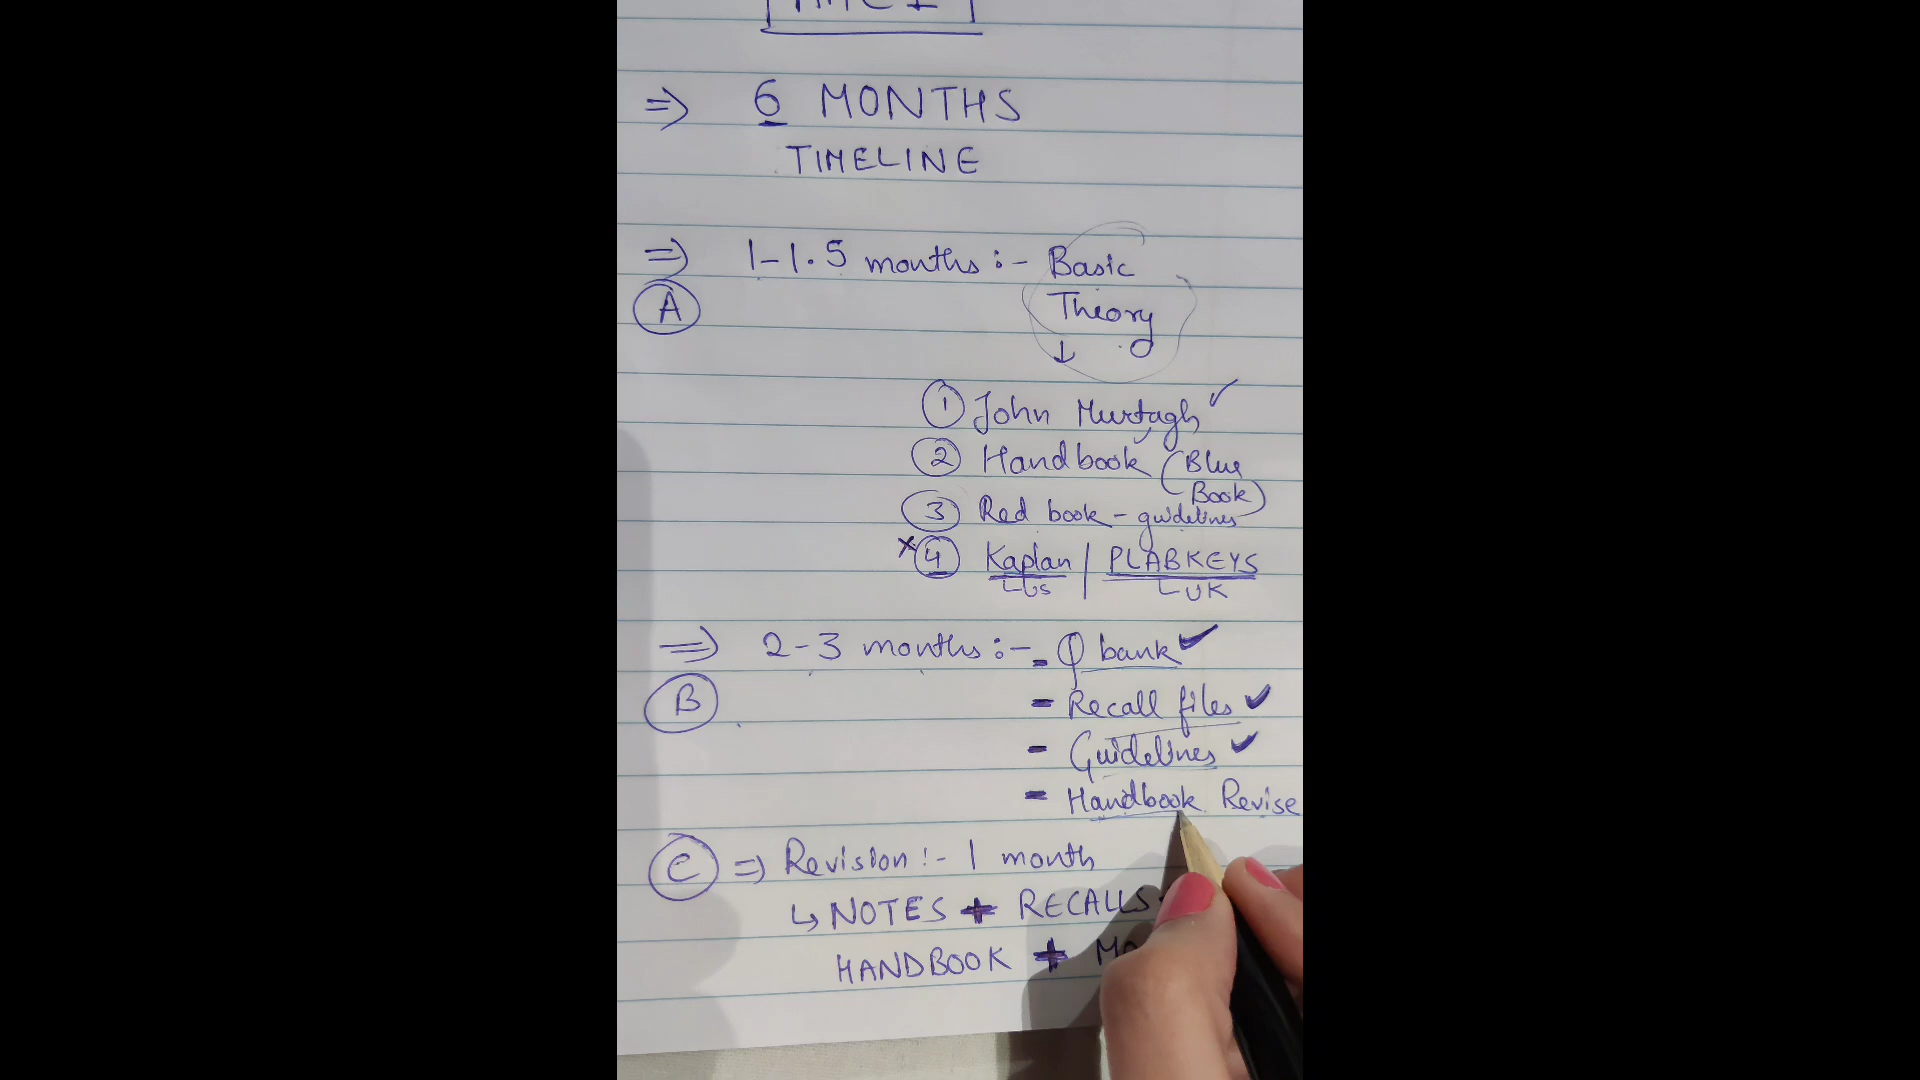 ⇒ 6 MONTHS
TIMELINE
⇒ 1-1.5 months :- Basic
A Theory
↓
① John Murtagh ✓
② Handbook (Blue
Book)
③ Red book - guidelines
x④ Kaplan / PLABKEYS
US UK
⇒ 2-3 months :- - Q bank ✓
B - Recall files ✓
- Guidelines ✓
- Handbook Revise
C ⇒ Revision :- 1 month
↳ NOTES + RECALLS
HANDBOOK +